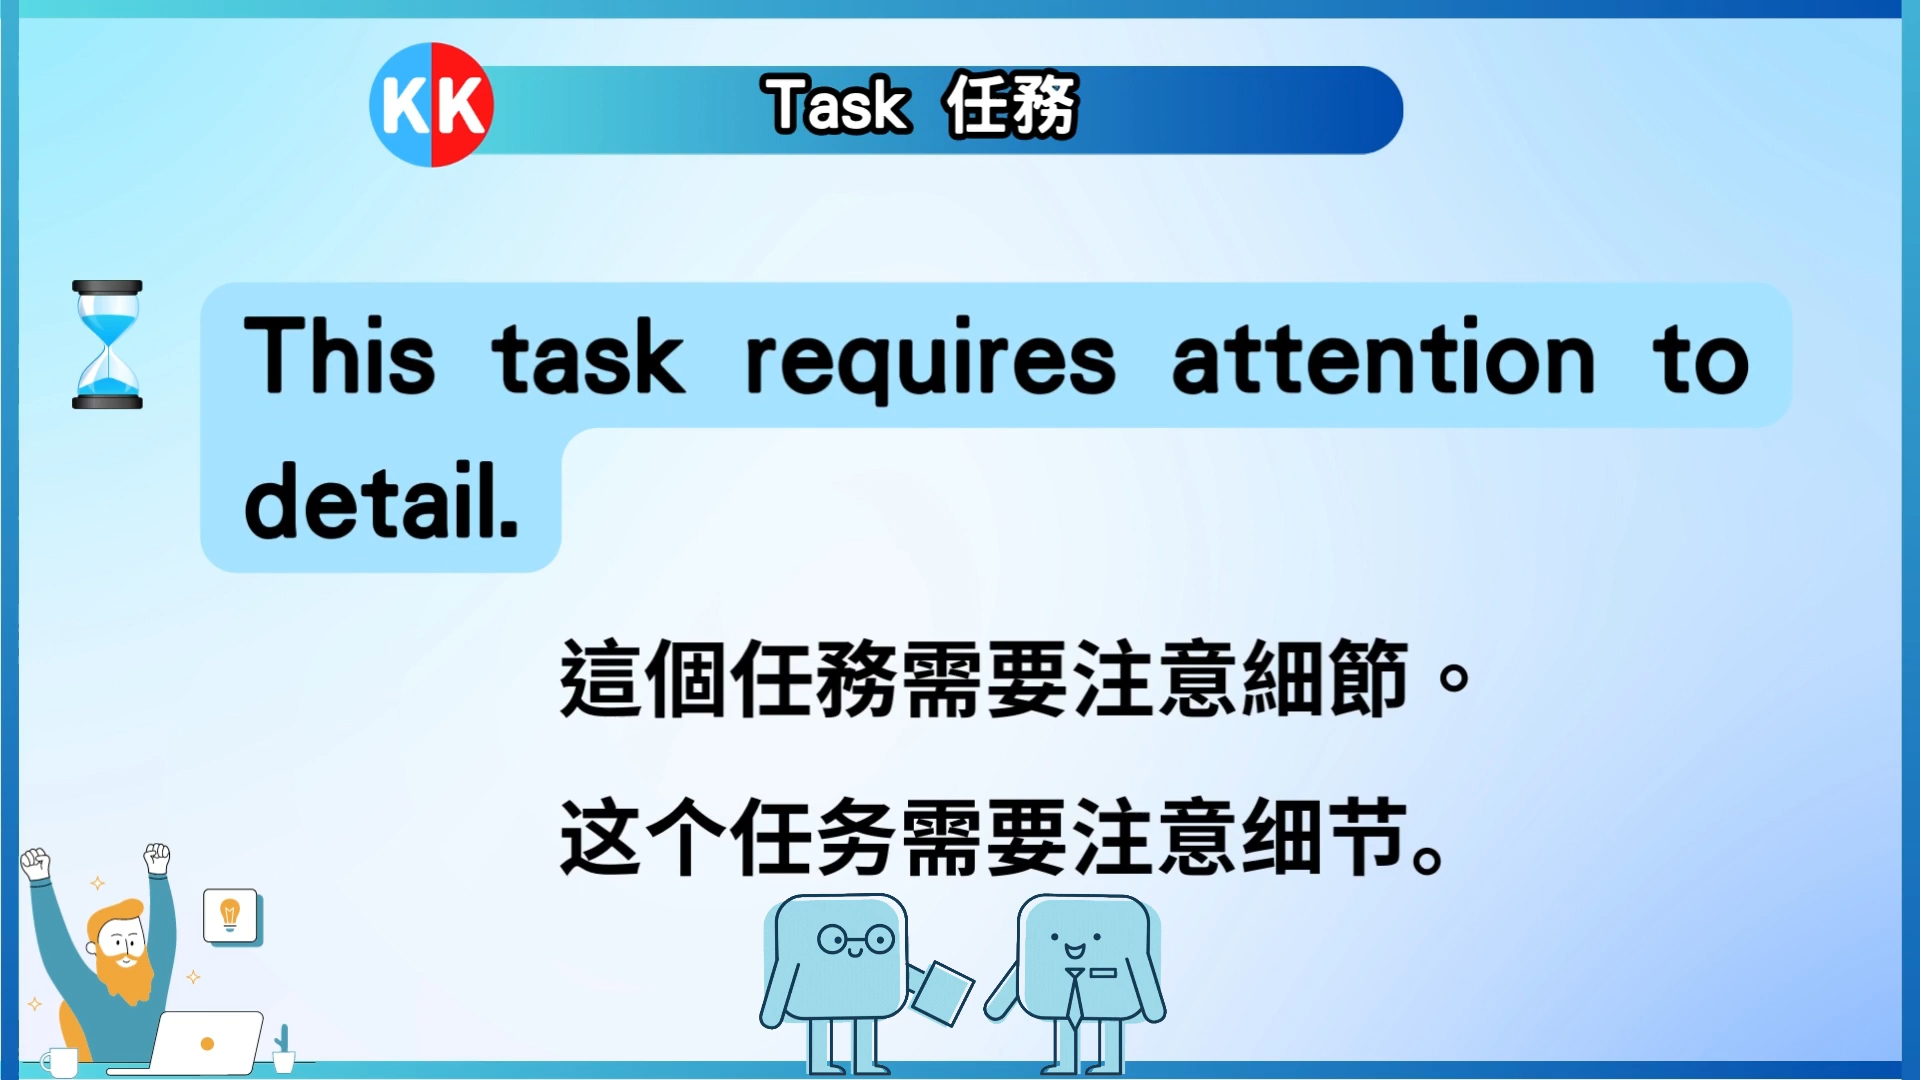 KK
Task 任務
This task requires attention to
detail.
這個任務需要注意細節。
这个任务需要注意细节。